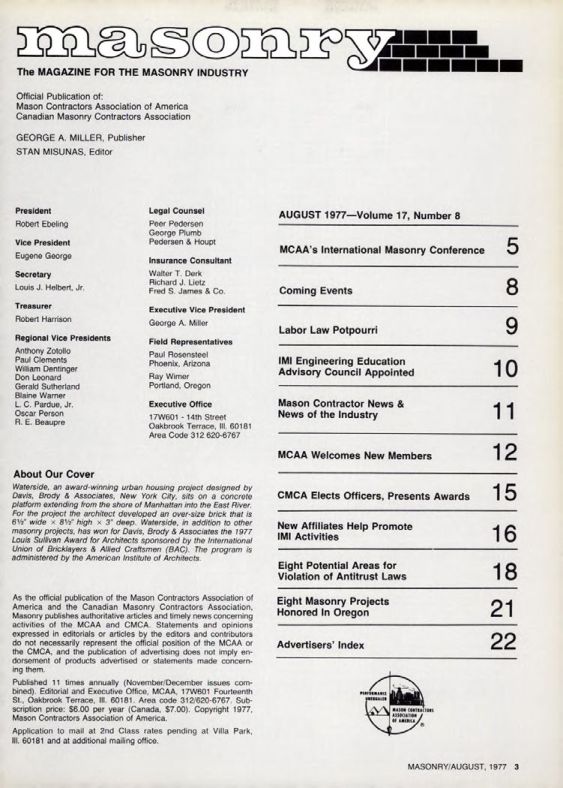 masonry
The MAGAZINE FOR THE MASONRY INDUSTRY
Official Publication of:
Mason Contractors Association of America
Canadian Masonry Contractors Association
GEORGE A. MILLER, Publisher
STAN MISUNAS, Editor
President
Robert Ebeling
Vice President
Eugene George
Secretary
Louis J. Helbert, Jr.
Treasurer
Robert Harrison
Regional Vice Presidents
Anthony Zotollo
Paul Clements
William Dentinger
Don Leonard
Gerald Sutherland
Blaine Warner
L. C. Pardue, Jr.
Oscar Person
R. E. Beaupre
Legal Counsel
Peer Pedersen
George Plumb
Pedersen & Houpt
Insurance Consultant
Walter T. Derk
Richard J. Lietz
Fred S. James & Co.
Executive Vice President
George A. Miller
Field Representatives
Paul Rosensteel
Phoenix, Arizona
Ray Wimer
Portland, Oregon
Executive Office
17W601 - 14th Street
Oakbrook Terrace, Ill. 60181
Area Code 312 620-6767
About Our Cover
Waterside, an award-winning urban housing project designed by
Davis, Brody & Associates, New York City, sits on a concrete
platform extending from the shore of Manhattan into the East River.
For the project the architect developed an over-size brick that is
6½" wide × 8½" high × 3" deep. Waterside, in addition to other
masonry projects, has won for Davis, Brody & Associates the 1977
Louis Sullivan Award for Architects sponsored by the International
Union of Bricklayers & Allied Craftsmen (BAC). The program is
administered by the American Institute of Architects.
As the official publication of the Mason Contractors Association of
America and the Canadian Masonry Contractors Association,
Masonry publishes authoritative articles and timely news concerning
activities of the MCAA and CMCA. Statements and opinions
expressed in editorials or articles by the editors and contributors
do not necessarily represent the official position of the MCAA or
the CMCA, and the publication of advertising does not imply en-
dorsement of products advertised or statements made concern-
ing them.
Published 11 times annually (November/December issues com-
bined). Editorial and Executive Office, MCAA, 17W601 Fourteenth
St., Oakbrook Terrace, Ill. 60181. Area code 312/620-6767. Sub-
scription price: $6.00 per year (Canada, $7.00). Copyright 1977,
Mason Contractors Association of America.
Application to mail at 2nd Class rates pending at Villa Park,
Ill. 60181 and at additional mailing office.
AUGUST 1977—Volume 17, Number 8
MCAA's International Masonry Conference 5
Coming Events 8
Labor Law Potpourri 9
IMI Engineering Education
Advisory Council Appointed 10
Mason Contractor News &
News of the Industry 11
MCAA Welcomes New Members 12
CMCA Elects Officers, Presents Awards 15
New Affiliates Help Promote
IMI Activities 16
Eight Potential Areas for
Violation of Antitrust Laws 18
Eight Masonry Projects
Honored In Oregon 21
Advertisers' Index 22
MASON CONTRACTORS
ASSOCIATION
OF AMERICA
®
MASONRY/AUGUST, 1977 3